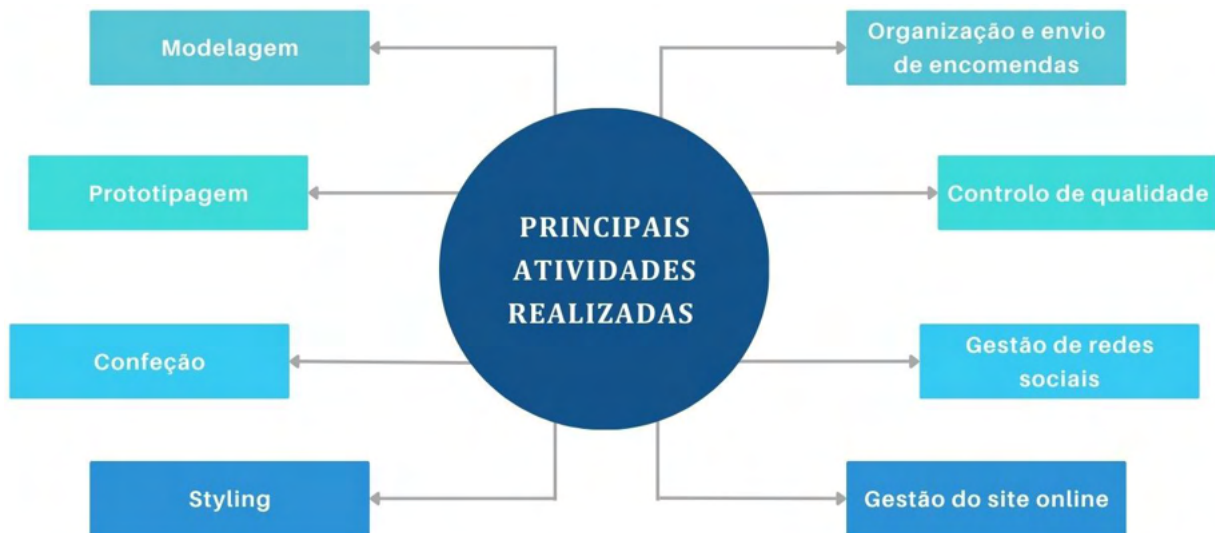 Modelagem
Organização e envio
de encomendas
Prototipagem
Controlo de qualidade
PRINCIPAIS
ATIVIDADES
REALIZADAS
Confeção
Gestão de redes
sociais
Styling
Gestão do site online